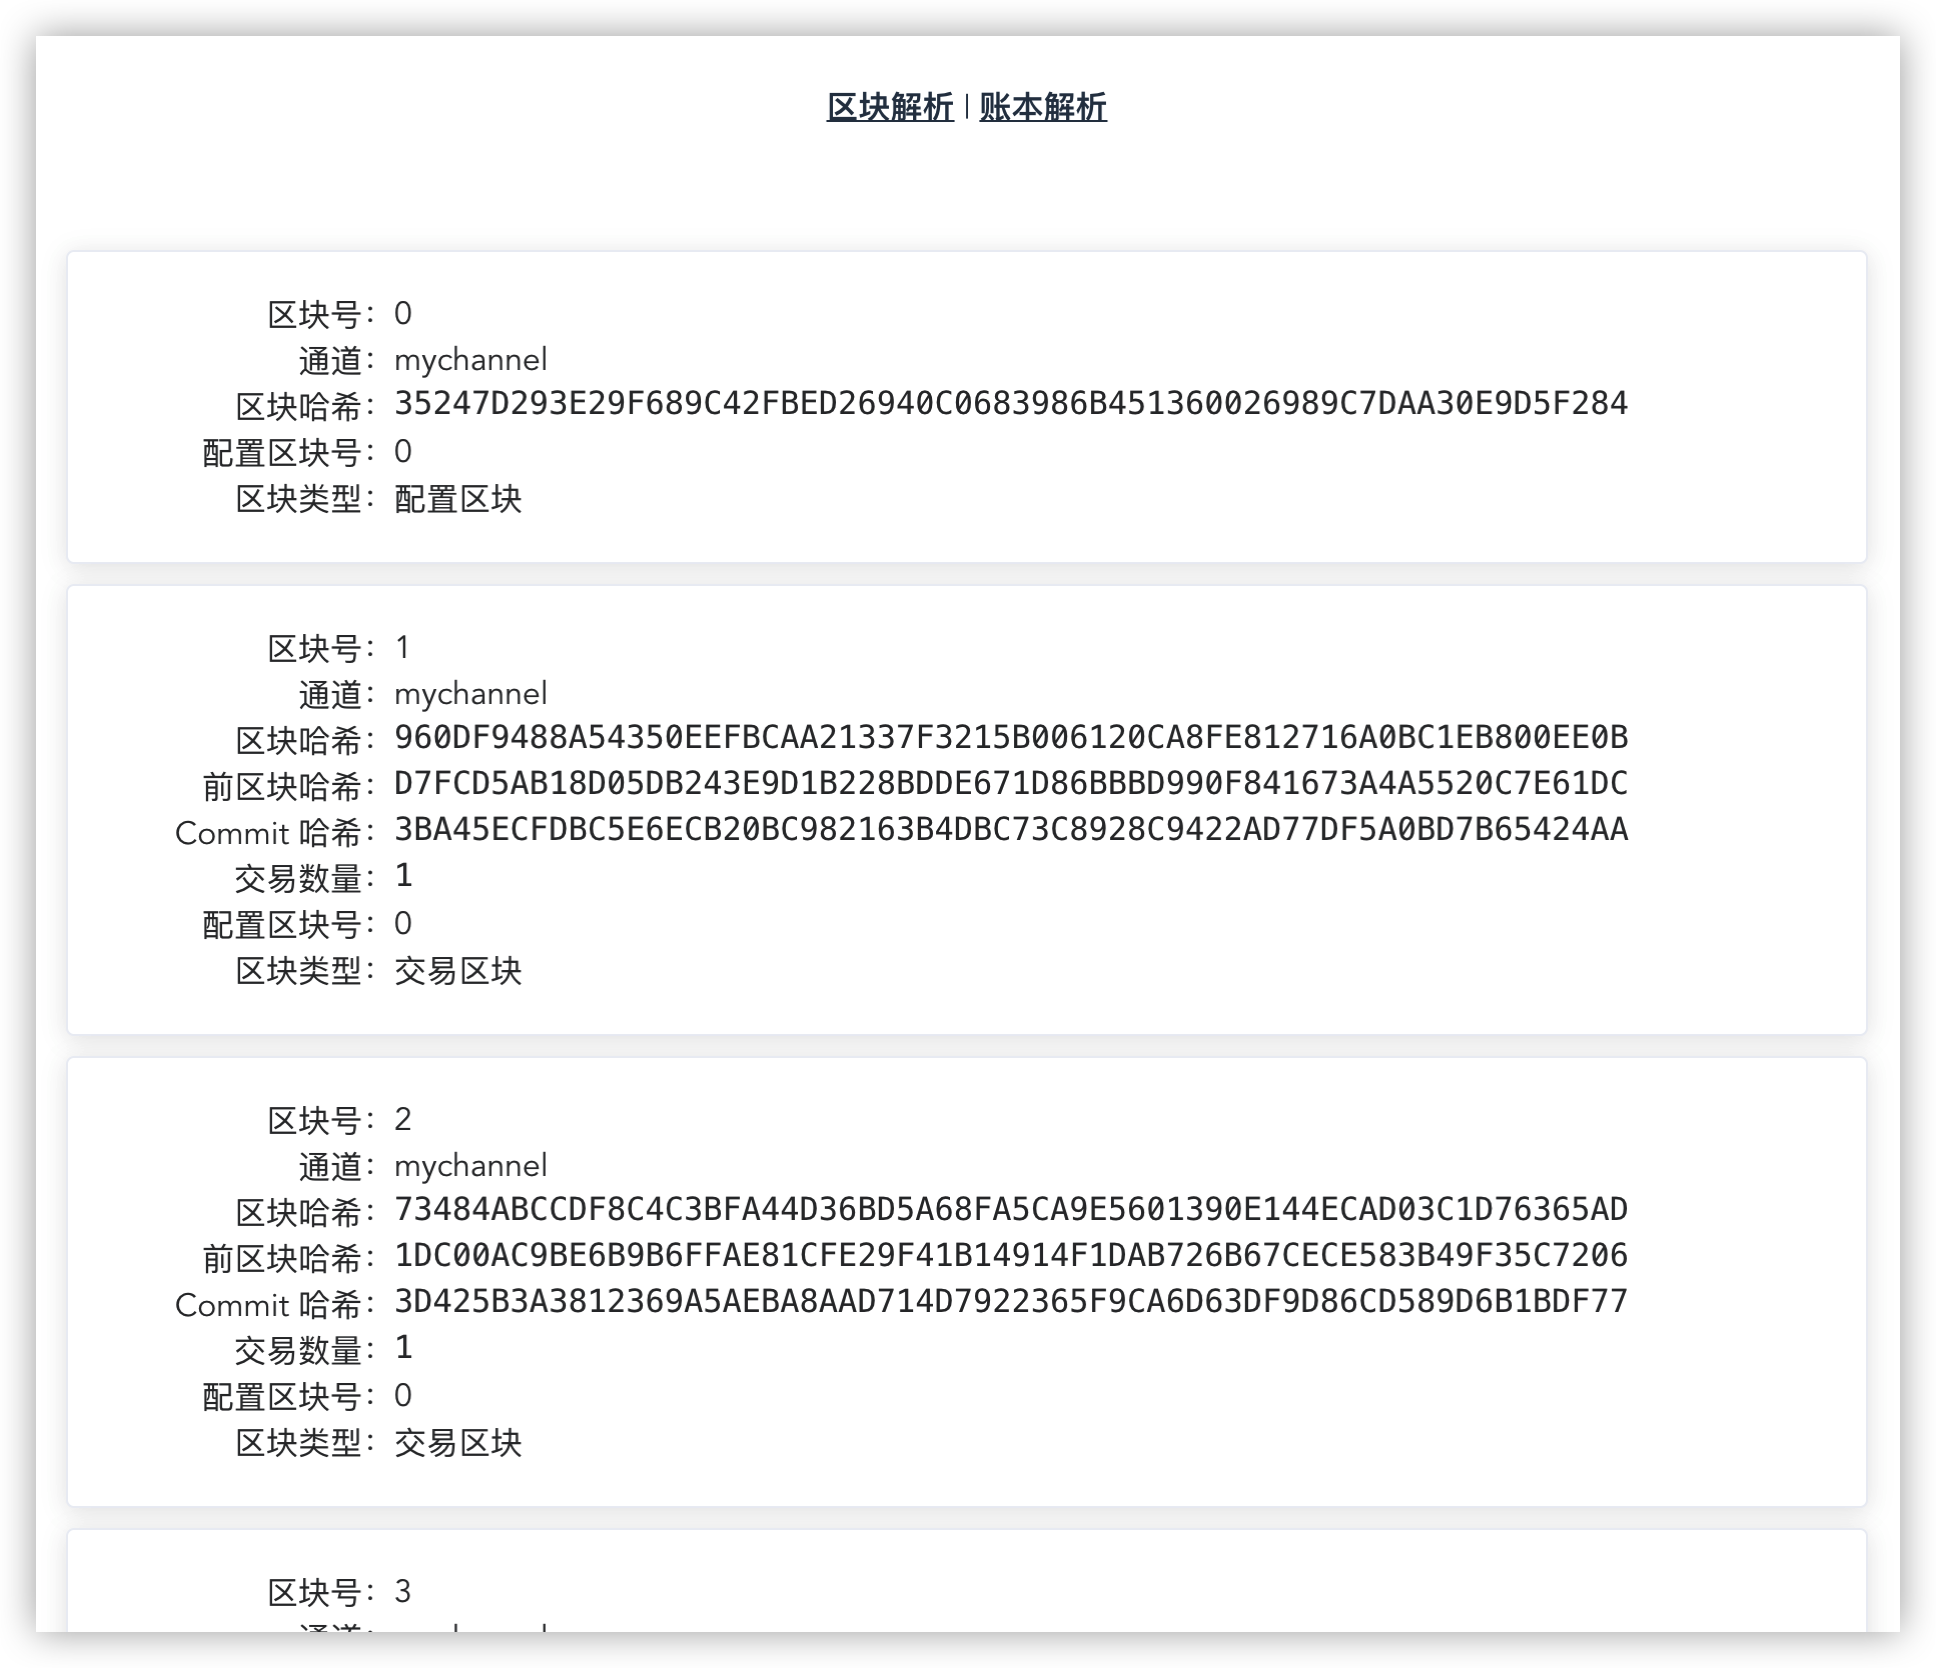 区块解析 | 账本解析
区块号： 0
通道： mychannel
区块哈希： 35247D293E29F689C42FBED26940C0683986B451360026989C7DAA30E9D5F284
配置区块号： 0
区块类型： 配置区块
区块号： 1
通道： mychannel
区块哈希： 960DF9488A54350EEFBCAA21337F3215B006120CA8FE812716A0BC1EB800EE0B
前区块哈希： D7FCD5AB18D05DB243E9D1B228BDDE671D86BBBD990F841673A4A5520C7E61DC
Commit 哈希： 3BA45ECFDBC5E6ECB20BC982163B4DBC73C8928C9422AD77DF5A0BD7B65424AA
交易数量： 1
配置区块号： 0
区块类型： 交易区块
区块号： 2
通道： mychannel
区块哈希： 73484ABCCDF8C4C3BFA44D36BD5A68FA5CA9E5601390E144ECAD03C1D76365AD
前区块哈希： 1DC00AC9BE6B9B6FFAE81CFE29F41B14914F1DAB726B67CECE583B49F35C7206
Commit 哈希： 3D425B3A3812369A5AEBA8AAD714D7922365F9CA6D63DF9D86CD589D6B1BDF77
交易数量： 1
配置区块号： 0
区块类型： 交易区块
区块号： 3